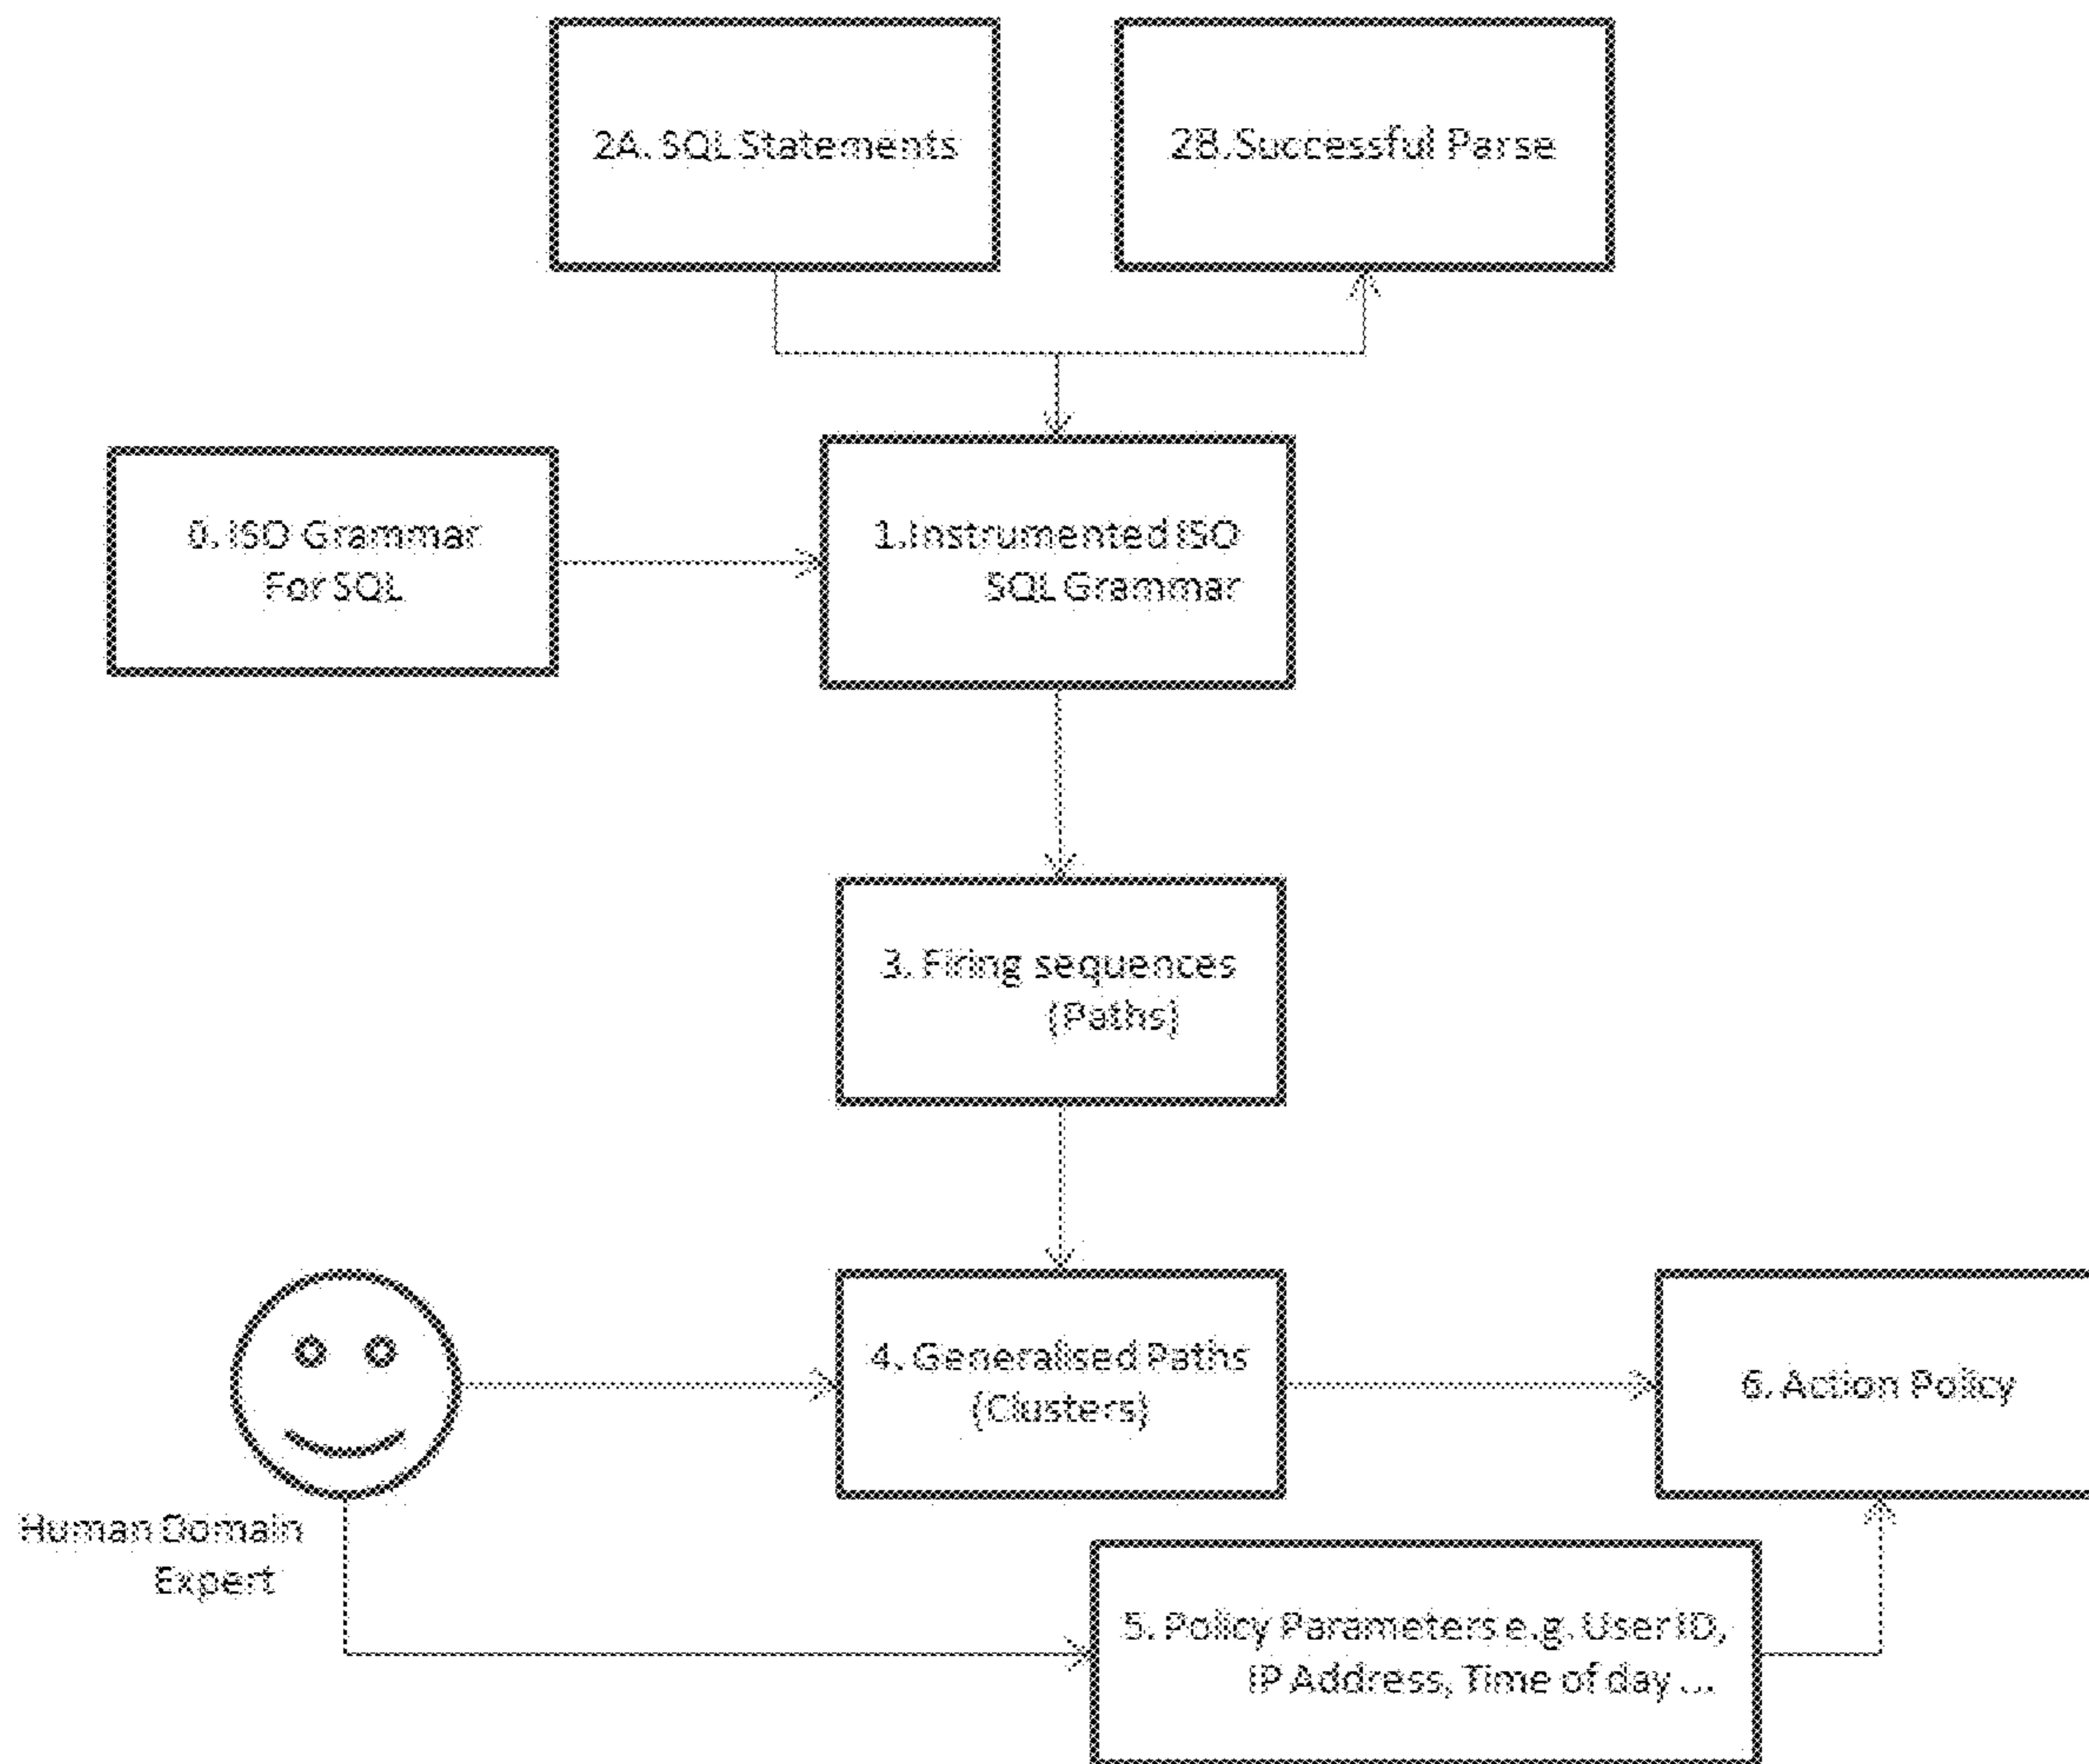 2A. SQL Statements
2B. Successful Parse
0. ISO Grammar
For SQL
1. Instrumented ISO
SQL Grammar
3. Firing sequences
(Paths)
4. Generalised Paths
(Clusters)
6. Action Policy
Human Domain
Expert
5. Policy Parameters e.g. User ID,
IP Address, Time of day ...